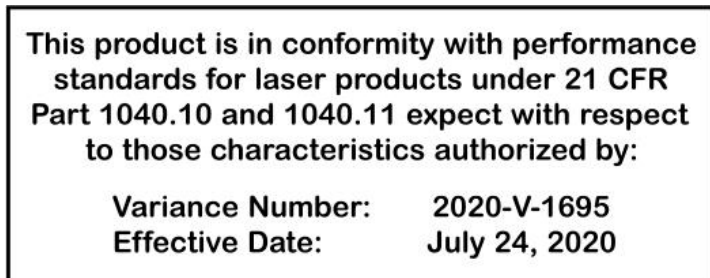 This product is in conformity with performance
standards for laser products under 21 CFR
Part 1040.10 and 1040.11 expect with respect
to those characteristics authorized by:
Variance Number: 2020-V-1695
Effective Date: July 24, 2020